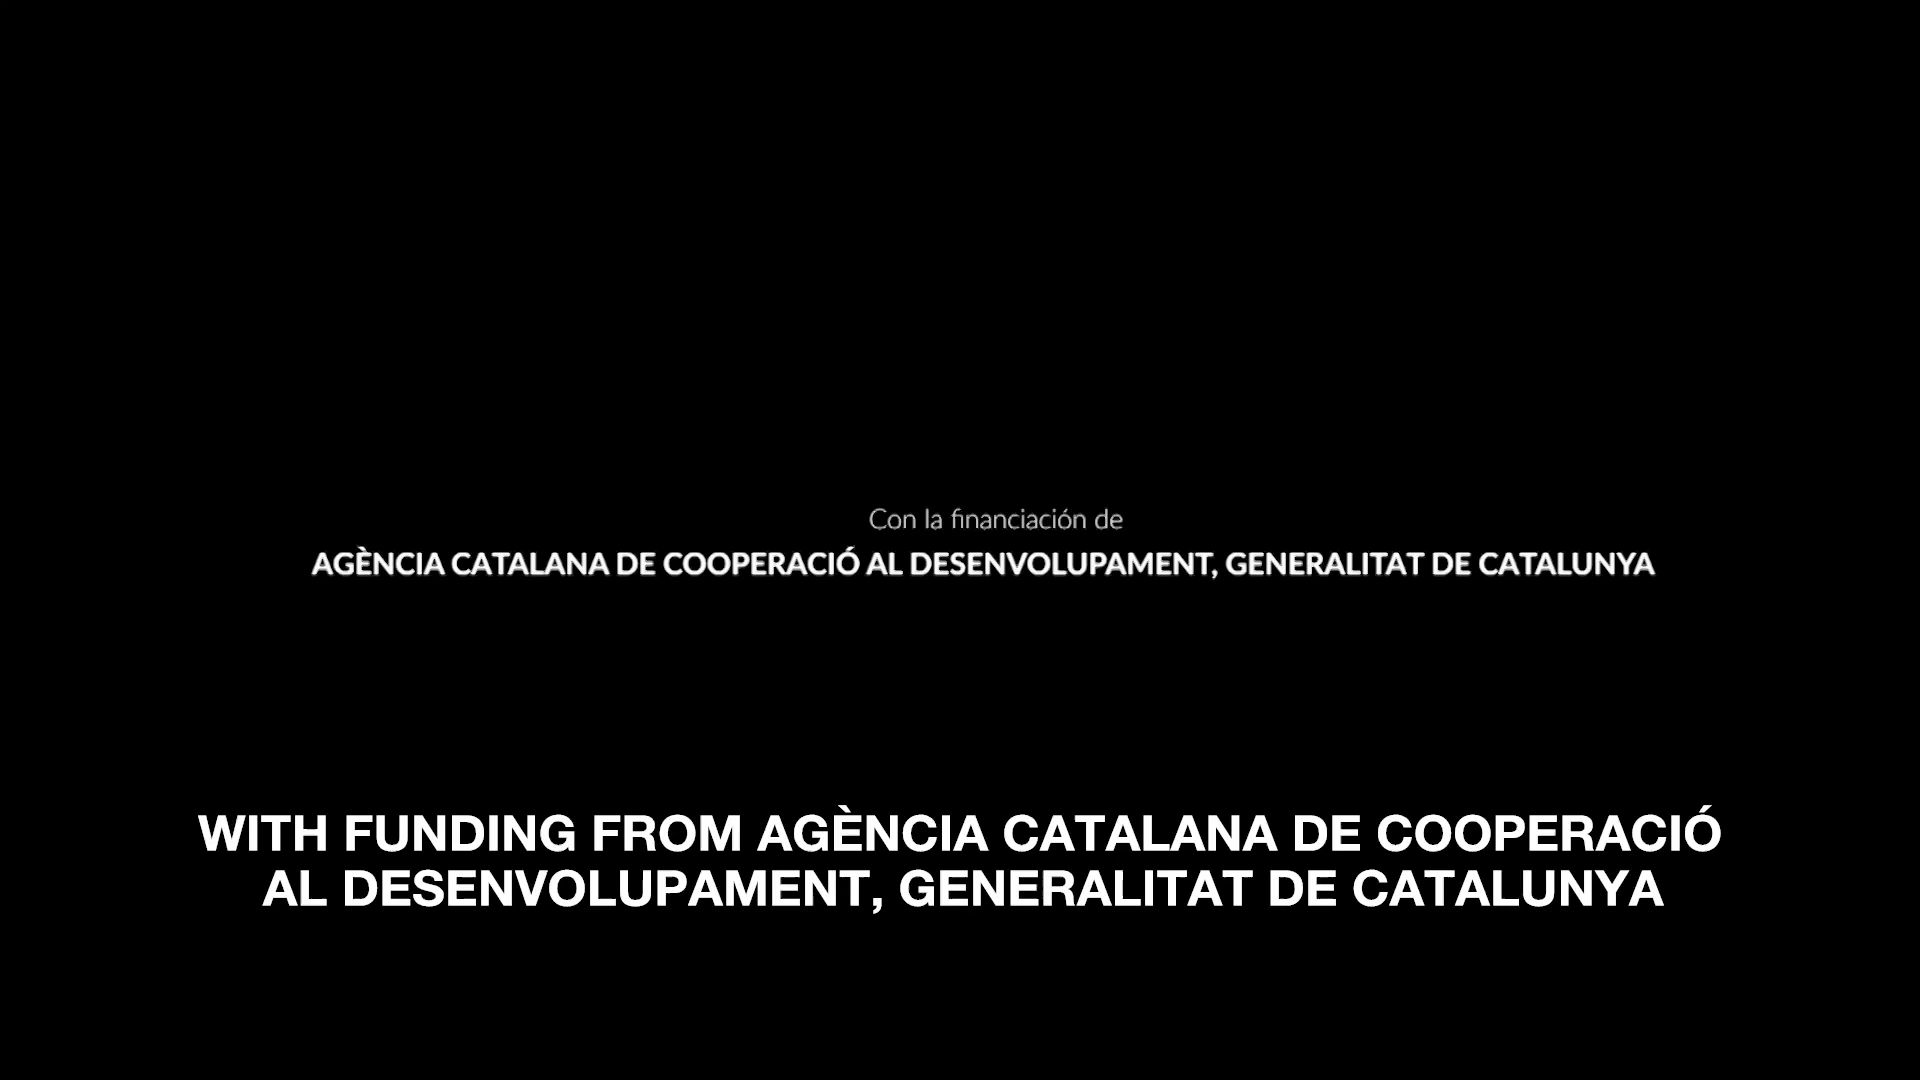 Con la financiación de
AGÈNCIA CATALANA DE COOPERACIÓ AL DESENVOLUPAMENT, GENERALITAT DE CATALUNYA
WITH FUNDING FROM AGÈNCIA CATALANA DE COOPERACIÓ
AL DESENVOLUPAMENT, GENERALITAT DE CATALUNYA